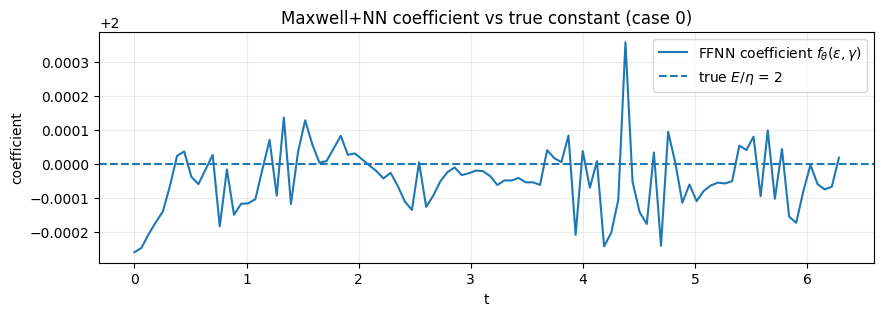 Maxwell+NN coefficient vs true constant (case 0)
+2
0.0003
0.0002
0.0001
0.0000
−0.0001
−0.0002
coefficient
FFNN coefficient fθ(ε, γ)
true E/η = 2
0 1 2 3 4 5 6
t